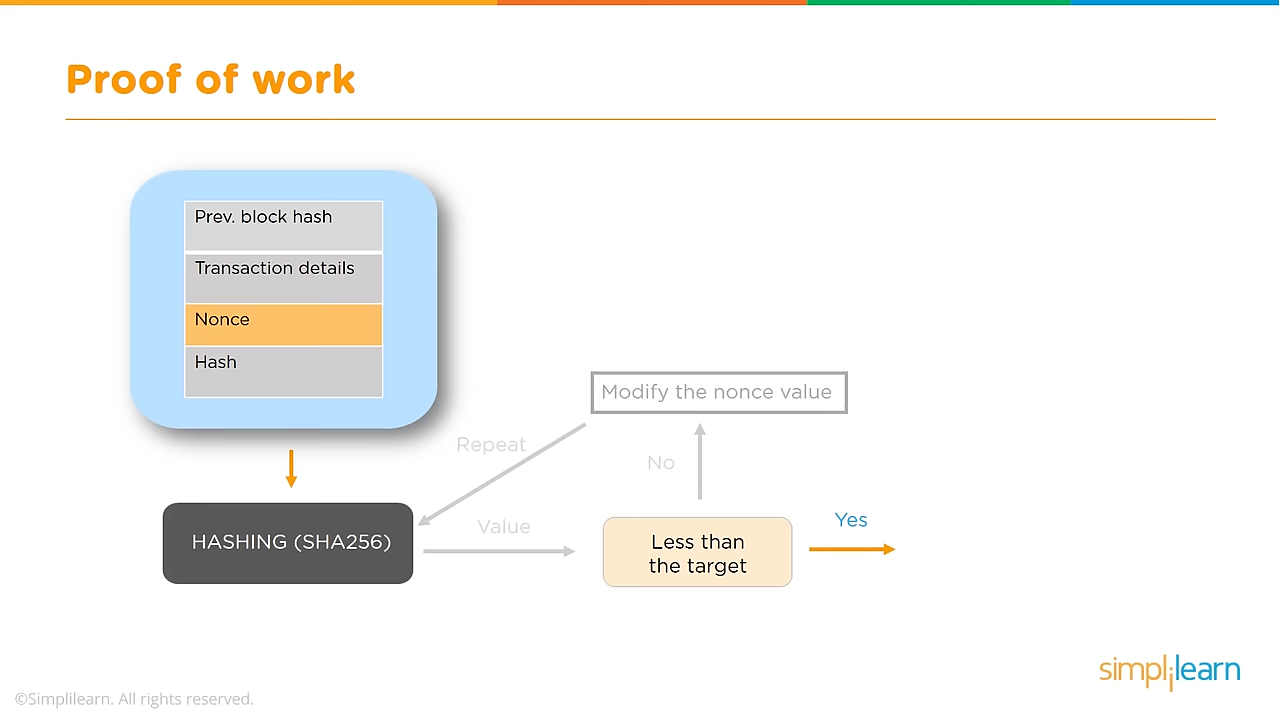 Proof of work
Prev. block hash
Transaction details
Nonce
Hash
Modify the nonce value
Repeat
No
Value
HASHING (SHA256)
Less than
the target
Yes
simplilearn
©Simplilearn. All rights reserved.